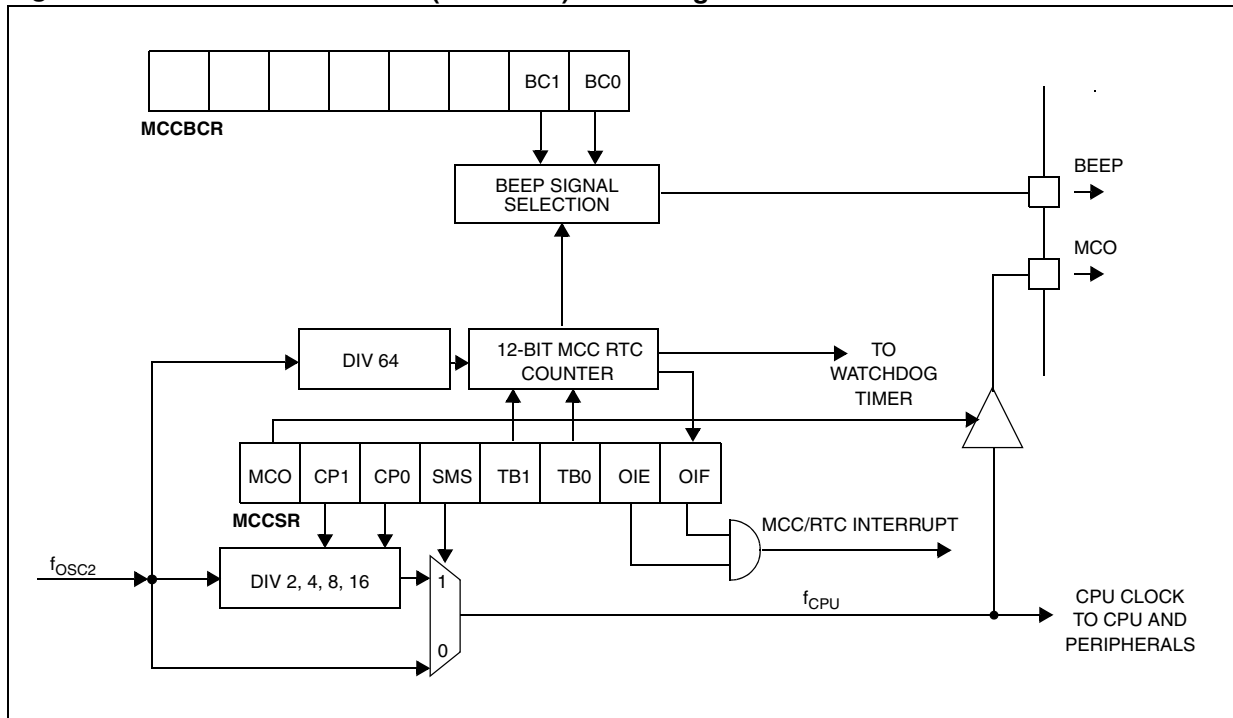 BC1 BC0
MCCBCR
BEEP SIGNAL
SELECTION
BEEP
MCO
DIV 64
12-BIT MCC RTC
COUNTER
TO
WATCHDOG
TIMER
MCO CP1 CP0 SMS TB1 TB0 OIE OIF
MCCSR
MCC/RTC INTERRUPT
fOSC2
DIV 2, 4, 8, 16
1
0
fCPU
CPU CLOCK
TO CPU AND
PERIPHERALS